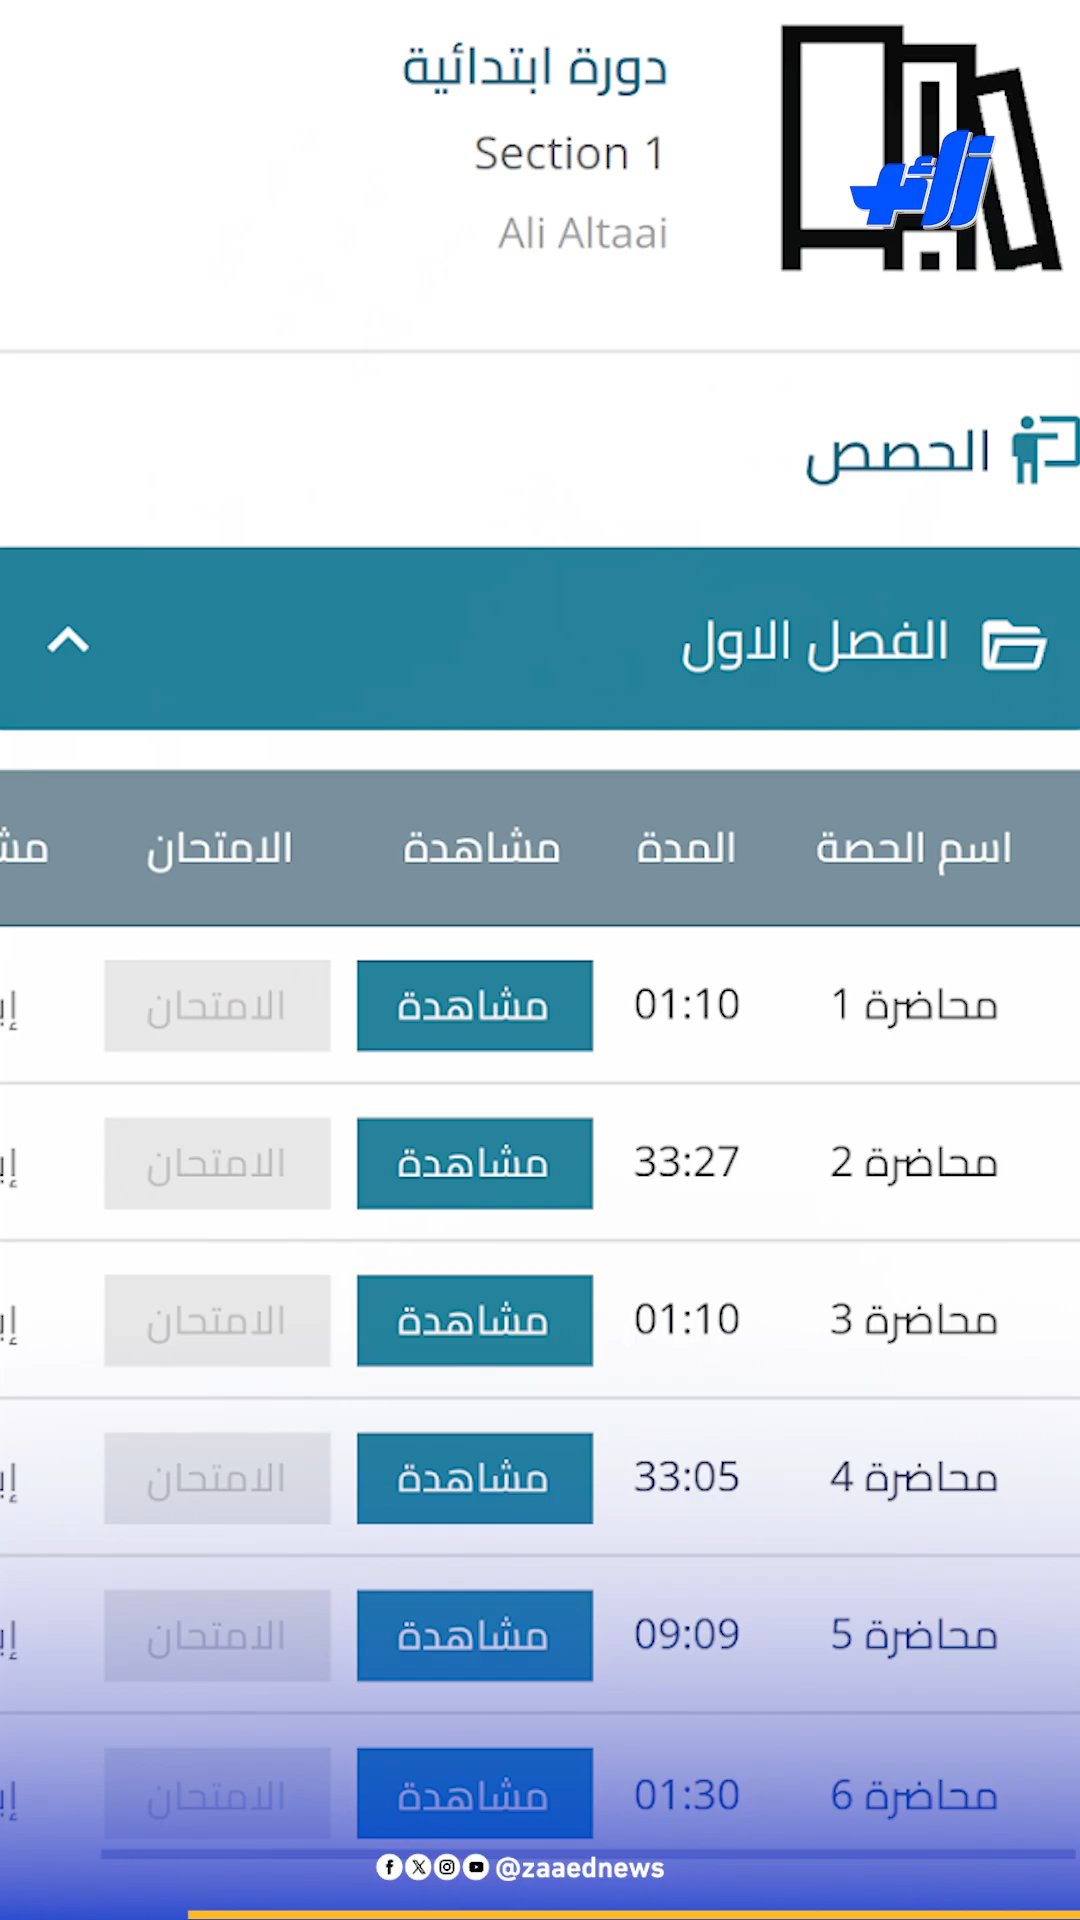 زائد
دورة ابتدائية
Section 1
Ali Altaai
الحصص
الفصل الاول
اسم الحصة المدة مشاهدة الامتحان
محاضرة 1 01:10 مشاهدة الامتحان
محاضرة 2 33:27 مشاهدة الامتحان
محاضرة 3 01:10 مشاهدة الامتحان
محاضرة 4 33:05 مشاهدة الامتحان
محاضرة 5 09:09 مشاهدة الامتحان
محاضرة 6 01:30 مشاهدة الامتحان
@zaaednews